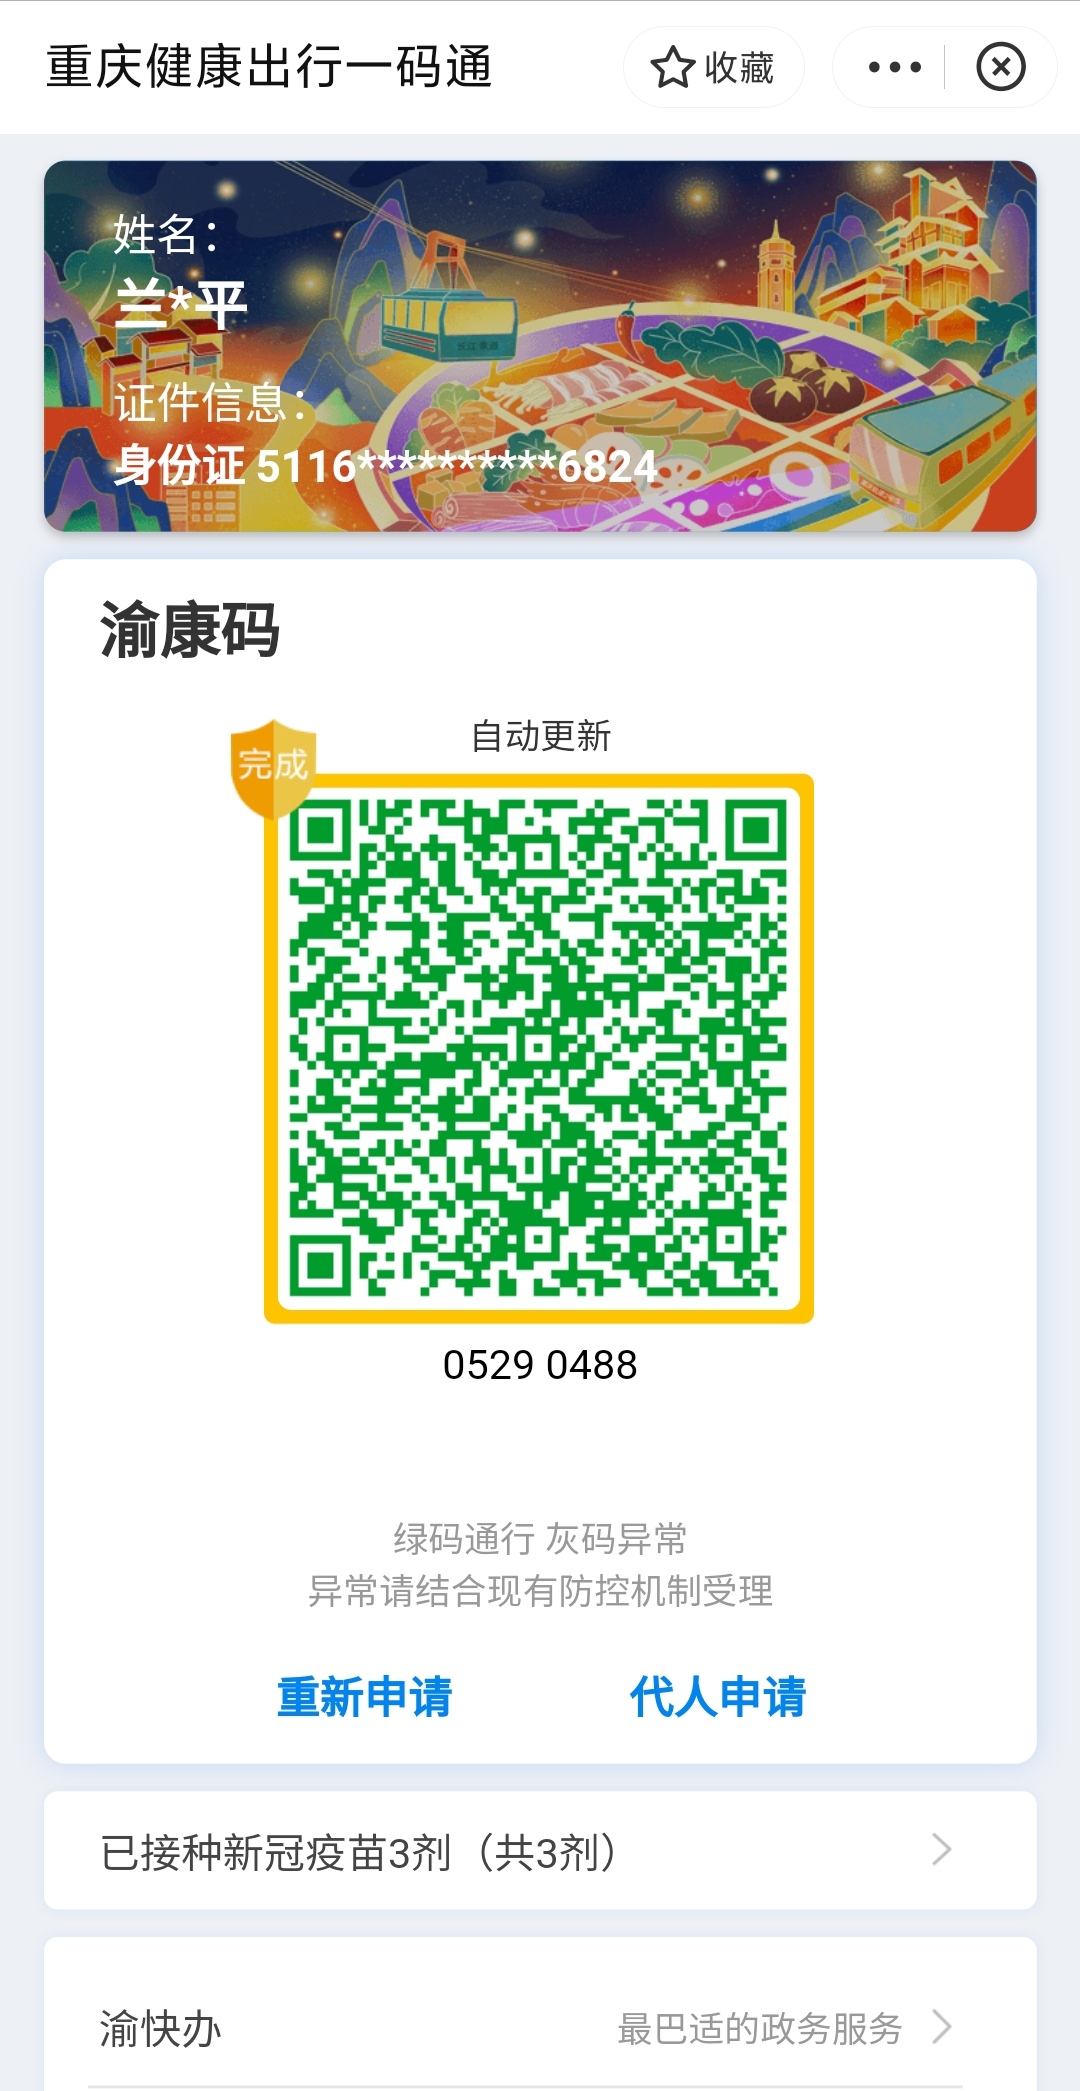 重庆健康出行一码通
收藏
姓名：
兰*平
长江索道
证件信息：
身份证 5116**********6824
渝康码
自动更新
完成
0529 0488
绿码通行 灰码异常
异常请结合现有防控机制受理
重新申请
代人申请
已接种新冠疫苗3剂（共3剂）
渝快办
最巴适的政务服务